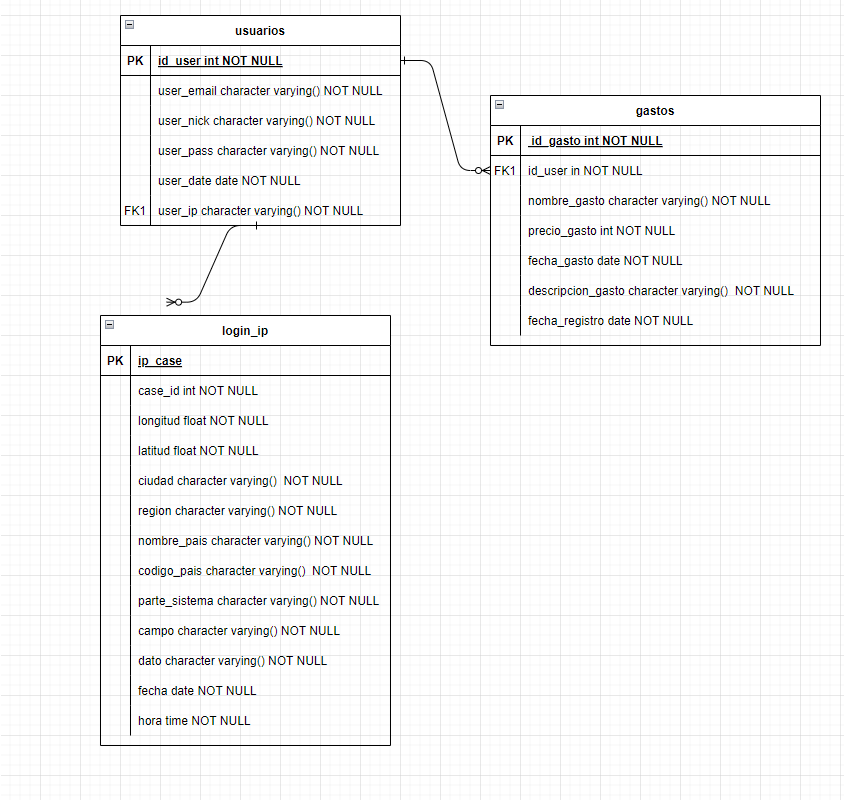 usuarios
PK id_user int NOT NULL
user_email character varying() NOT NULL
user_nick character varying() NOT NULL
user_pass character varying() NOT NULL
user_date date NOT NULL
FK1 user_ip character varying() NOT NULL
gastos
PK id_gasto int NOT NULL
FK1 id_user in NOT NULL
nombre_gasto character varying() NOT NULL
precio_gasto int NOT NULL
fecha_gasto date NOT NULL
descripcion_gasto character varying()  NOT NULL
fecha_registro date NOT NULL
login_ip
PK ip_case
case_id int NOT NULL
longitud float NOT NULL
latitud float NOT NULL
ciudad character varying()  NOT NULL
region character varying() NOT NULL
nombre_pais character varying() NOT NULL
codigo_pais character varying()  NOT NULL
parte_sistema character varying() NOT NULL
campo character varying() NOT NULL
dato character varying() NOT NULL
fecha date NOT NULL
hora time NOT NULL